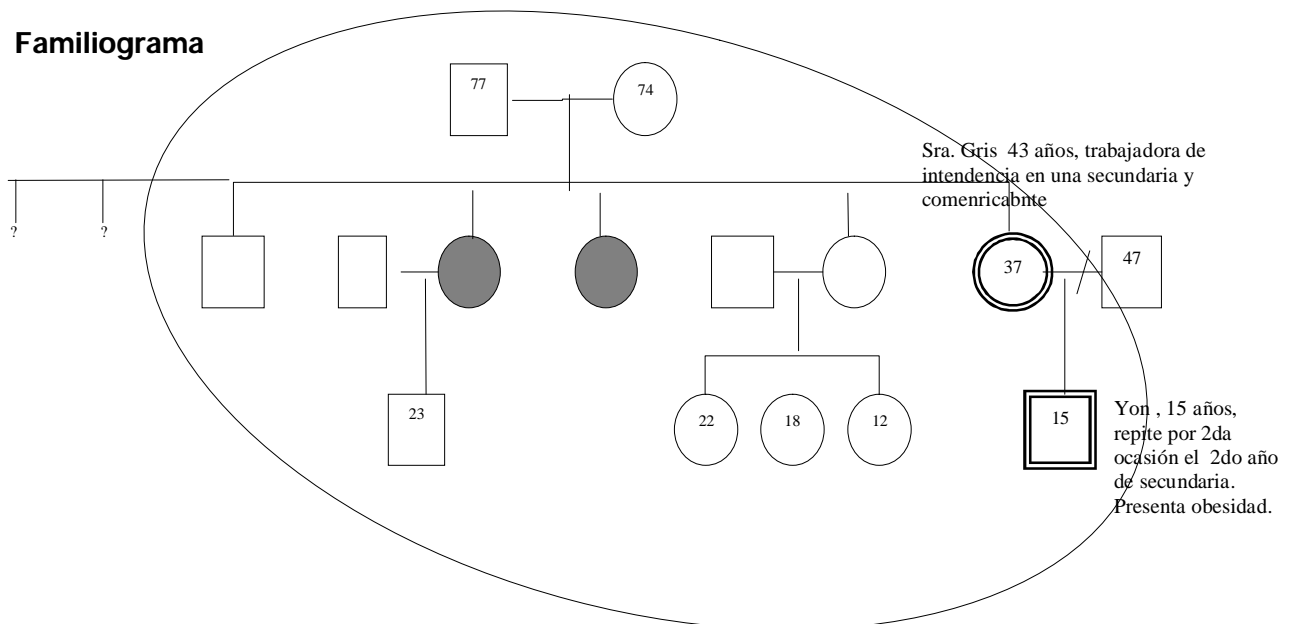 Familiograma
77
74
Sra. Gris 43 años, trabajadora de
intendencia en una secundaria y
comenricabnte
?
?
37
47
23
22
18
12
15
Yon , 15 años,
repite por 2da
ocasión el 2do año
de secundaria.
Presenta obesidad.